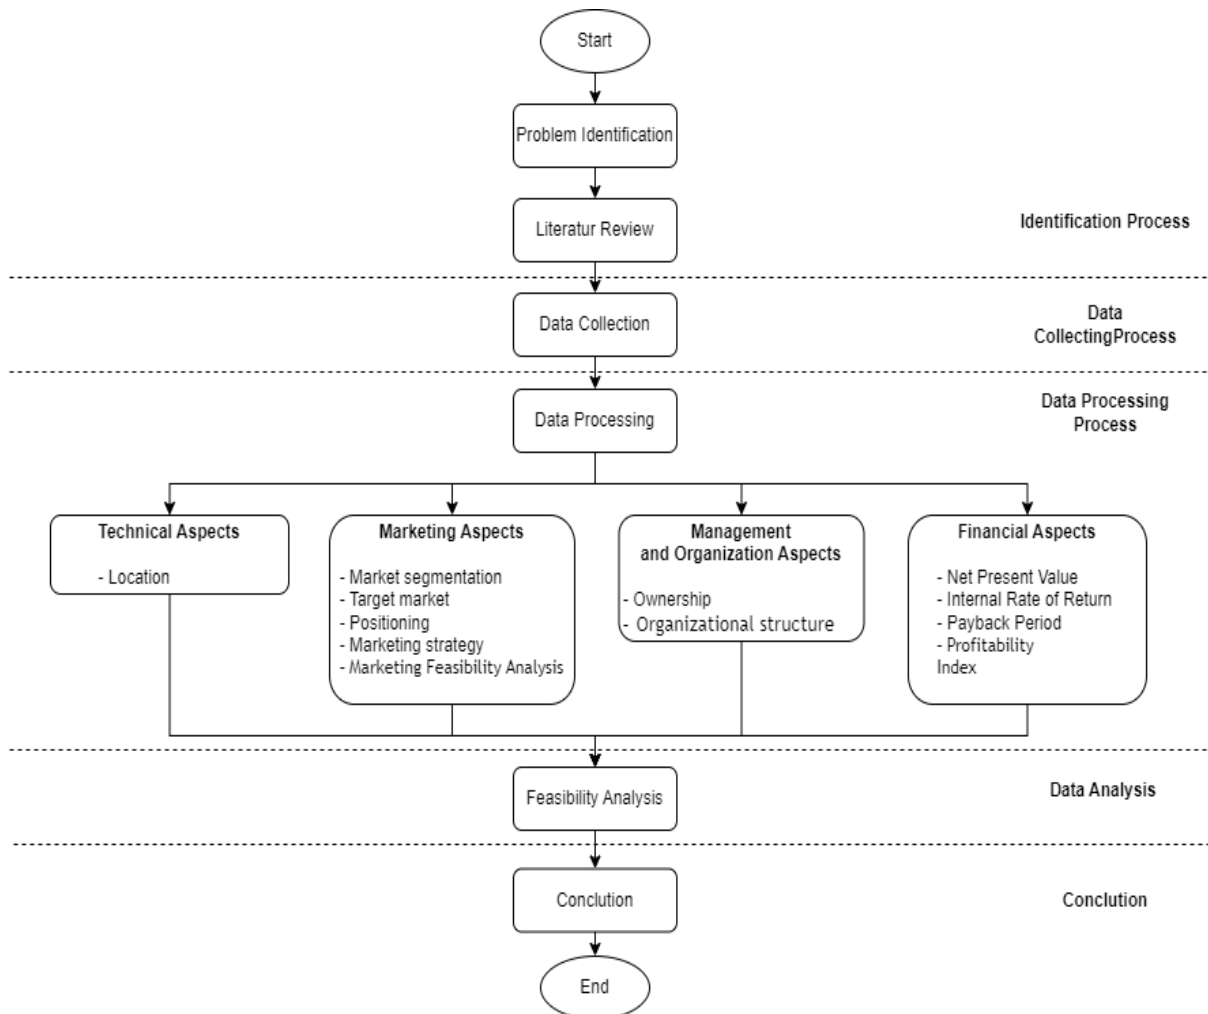 Start
Problem Identification
Literatur Review
Identification Process
Data Collection
Data
CollectingProcess
Data Processing
Data Processing
Process
Technical Aspects
- Location
Marketing Aspects
- Market segmentation
- Target market
- Positioning
- Marketing strategy
- Marketing Feasibility Analysis
Management
and Organization Aspects
- Ownership
- Organizational structure
Financial Aspects
- Net Present Value
- Internal Rate of Return
- Payback Period
- Profitability
Index
Feasibility Analysis
Data Analysis
Conclution
Conclution
End